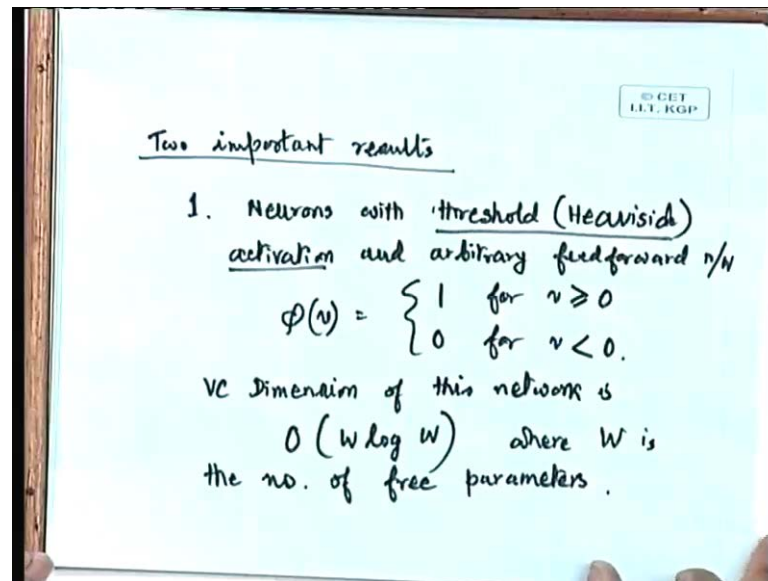 © CET
I.I.T. KGP
Two important results
1. Neurons with threshold (Heaviside)
activation and arbitrary feedforward n/w
φ(v) = { 1 for v ≥ 0
0 for v < 0.
VC Dimension of this network is
O (W log W) where W is
the no. of free parameters.